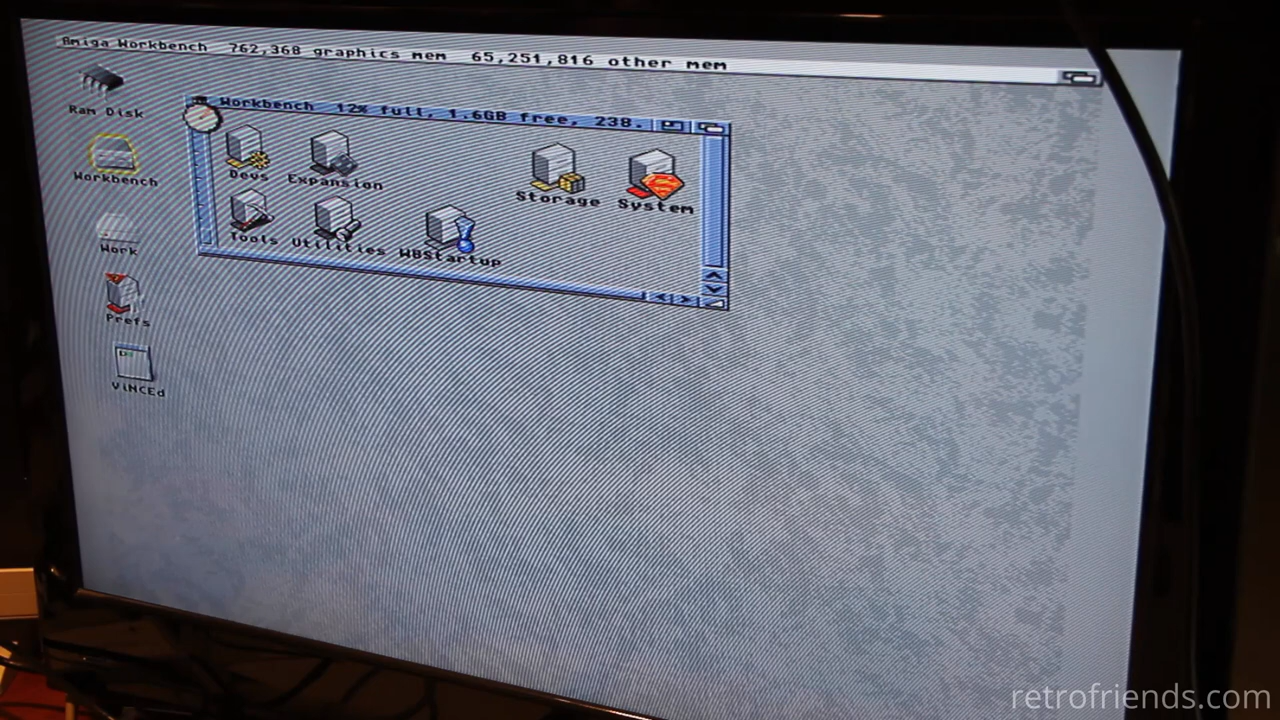 Amiga Workbench 762,368 graphics mem 65,251,816 other mem
Ram Disk
Workbench
Work
Prefs
ViNCEd
Workbench 12% full, 1.6GB free, 238.
Devs Expansion Storage System
Tools Utilities WBStartup
retrofriends.com